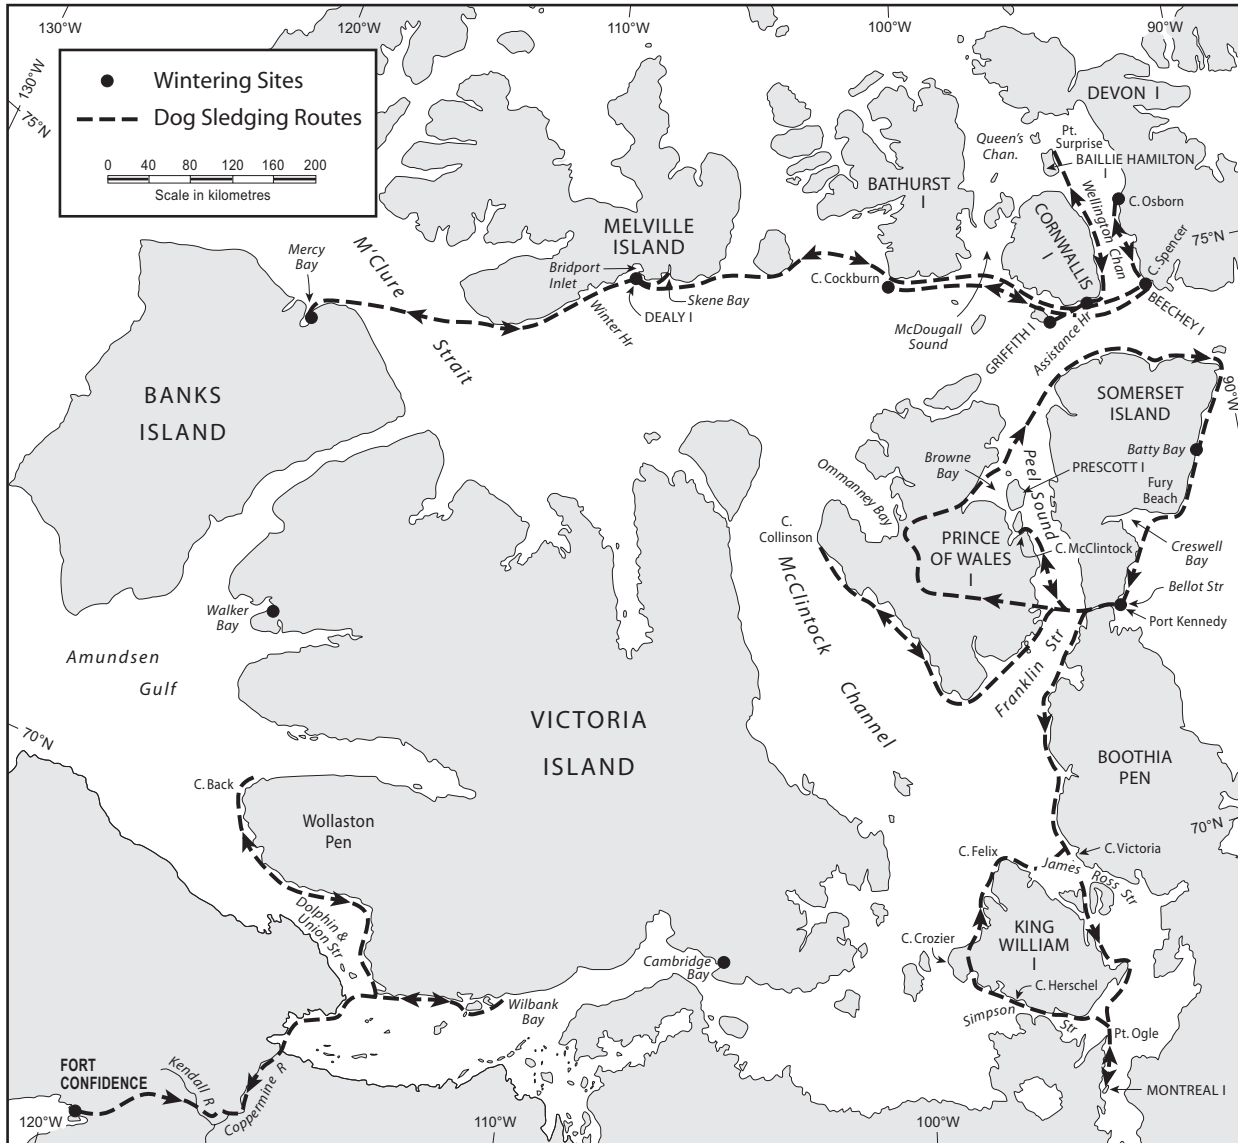 130°W
120°W
110°W
100°W
90°W
130°W
75°N
Wintering Sites
Dog Sledging Routes
0 40 80 120 160 200
Scale in kilometres
DEVON I
Queen's
Chan.
Pt.
Surprise
BAILLIE HAMILTON
I
BATHURST
I
Wellington Chan
C. Osborn
CORNWALLIS
I
75°N
C. Spencer
MELVILLE
ISLAND
Mercy
Bay
M'Clure
Strait
Bridport
Inlet
C. Cockburn
Skene Bay
DEALY I
Winter Hr
BEECHEY I
McDougall
Sound
GRIFFITH I
Assistance Hr
90°W
BANKS
ISLAND
SOMERSET
ISLAND
Browne
Bay
Peel Sound
PRESCOTT I
Batty Bay
Ommanney Bay
Fury
Beach
C.
Collinson
PRINCE
OF WALES
I
C. McClintock
Creswell
Bay
McClintock
Channel
Bellot Str
Port Kennedy
Walker
Bay
Amundsen
Gulf
Franklin Str
70°N
VICTORIA
ISLAND
BOOTHIA
PEN
C. Back
Wollaston
Pen
70°N
C. Felix
C. Victoria
James Ross Str
Dolphin &
Union Str
KING
WILLIAM
I
C. Crozier
Cambridge
Bay
C. Herschel
Wilbank
Bay
Simpson
Str
Pt. Ogle
FORT
CONFIDENCE
Kendall R
Coppermine R
MONTREAL I
120°W
110°W
100°W